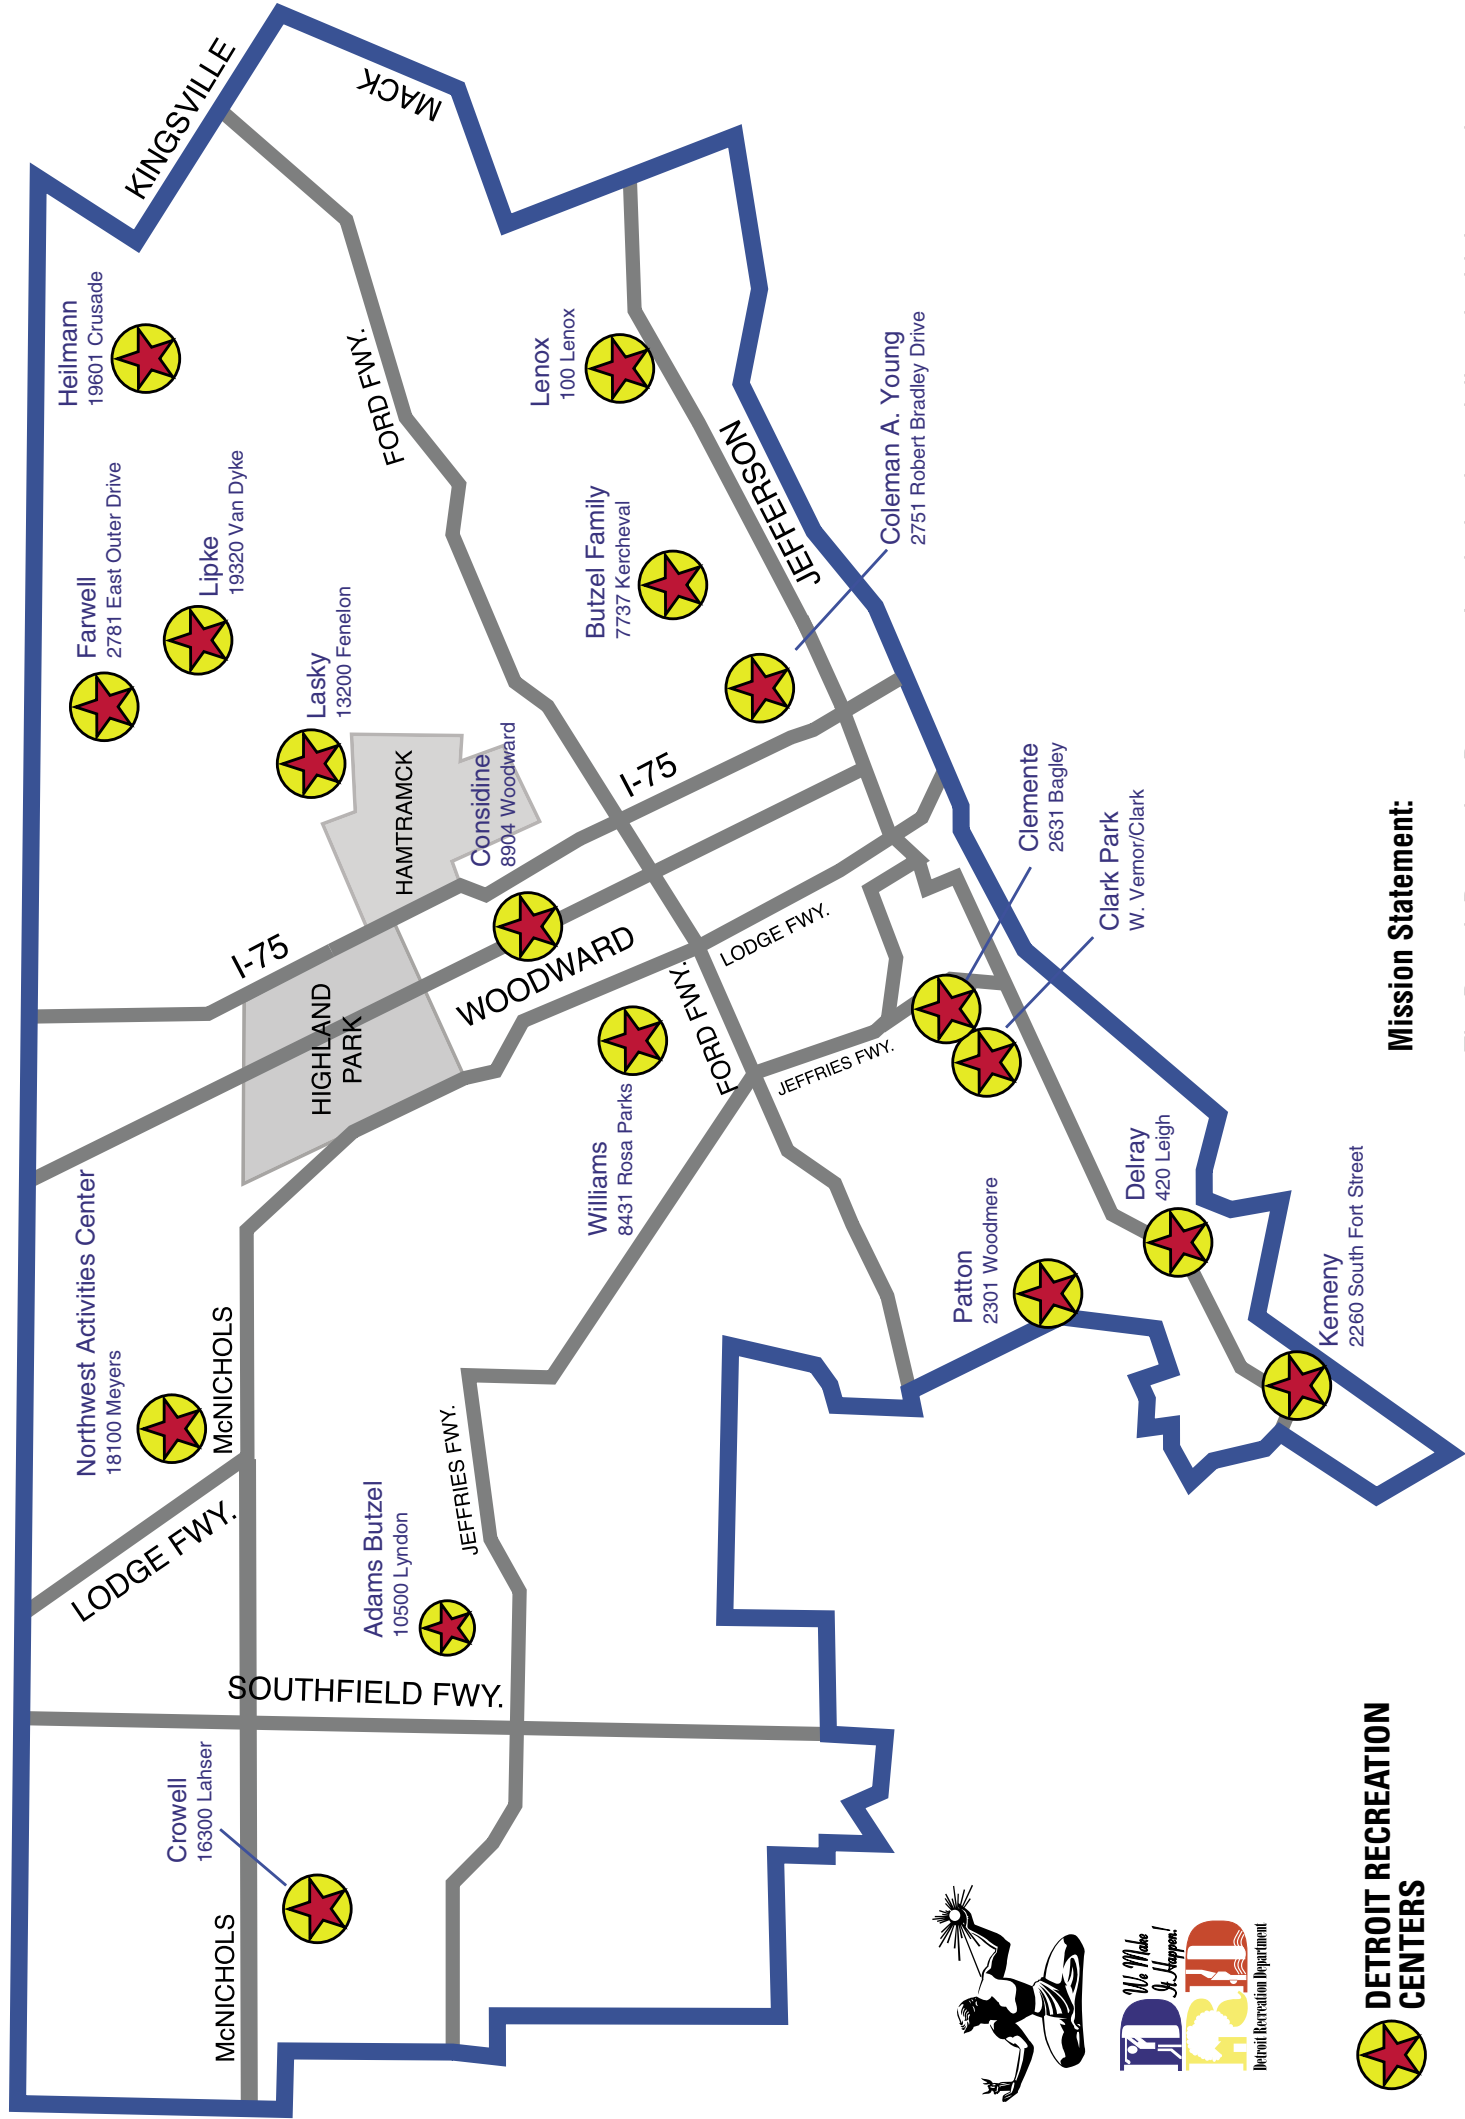 KINGSVILLE
MACK
Heilmann
19601 Crusade
Farwell
2781 East Outer Drive
Lipke
19320 Van Dyke
Lasky
13200 Fenelon
FORD FWY.
Lenox
100 Lenox
Butzel Family
7737 Kercheval
JEFFERSON
Coleman A. Young
2751 Robert Bradley Drive
HAMTRAMCK
Considine
8904 Woodward
I-75
I-75
HIGHLAND
PARK
WOODWARD
LODGE FWY.
FORD FWY.
JEFFRIES FWY.
Clemente
2631 Bagley
Clark Park
W. Vernor/Clark
Northwest Activities Center
18100 Meyers
Williams
8431 Rosa Parks
McNICHOLS
LODGE FWY.
Patton
2301 Woodmere
Delray
420 Leigh
Kemeny
2260 South Fort Street
Adams Butzel
10500 Lyndon
JEFFRIES FWY.
SOUTHFIELD FWY.
Crowell
16300 Lahser
McNICHOLS
We Make
It Happen!
DRD
Detroit Recreation Department
DETROIT RECREATION
CENTERS
Mission Statement: